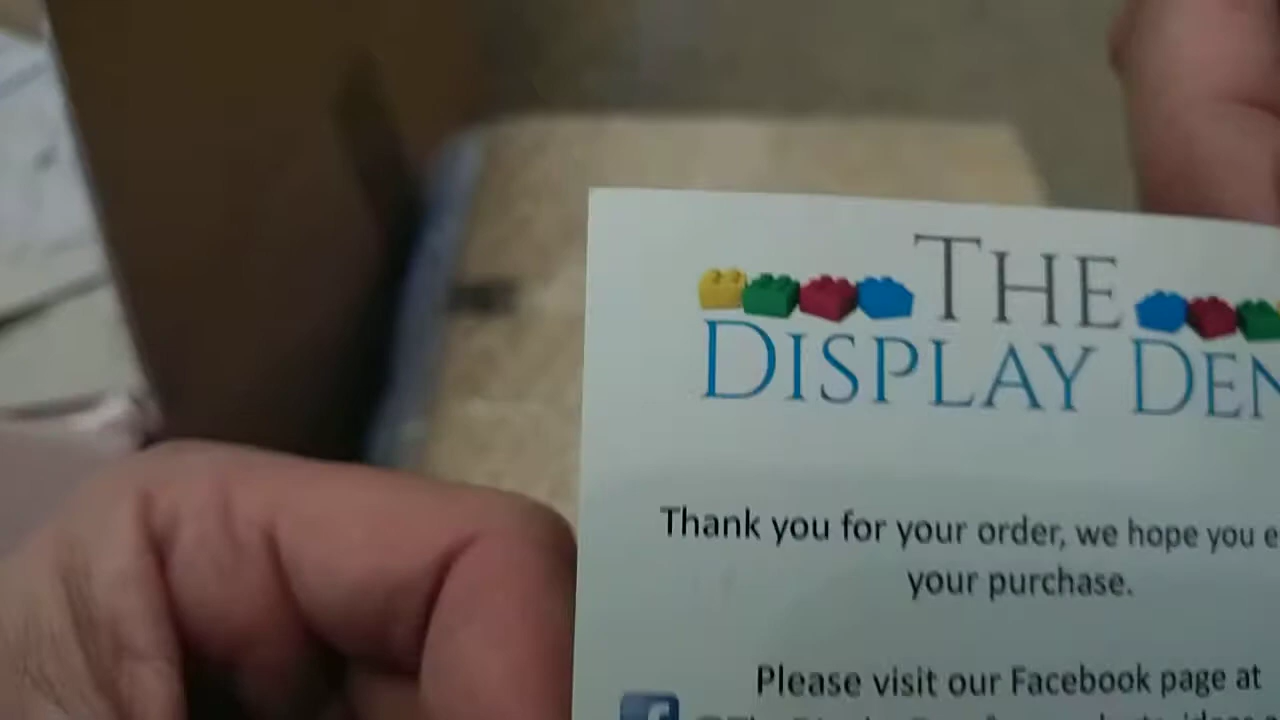 THE
DISPLAY DEN
Thank you for your order, we hope you e
your purchase.
Please visit our Facebook page at
f